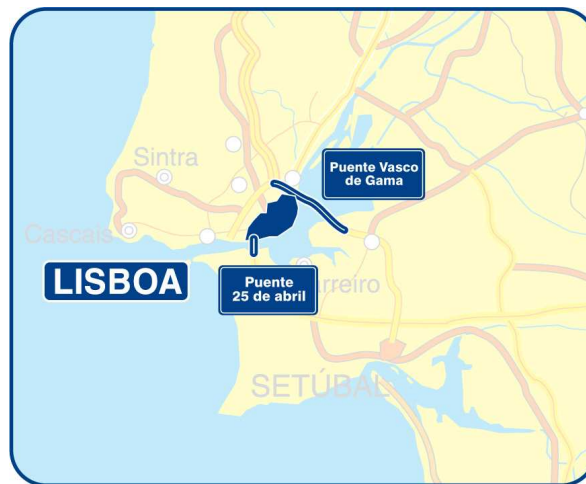 Sintra
Puente Vasco
de Gama
Cascais
LISBOA
Puente
25 de abril
SETÚBAL